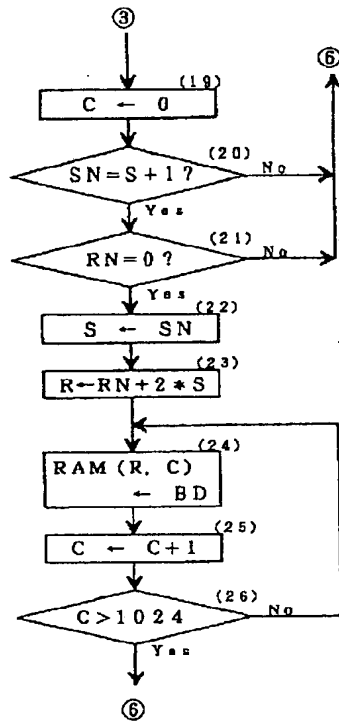 ③
⑥
(19)
C ← 0
(20)
SN=S+1?
No
Yes
(21)
RN=0?
No
Yes
(22)
S ← SN
(23)
R←RN+2*S
(24)
RAM (R, C)
← BD
(25)
C ← C+1
(26)
C>1024
No
Yes
⑥